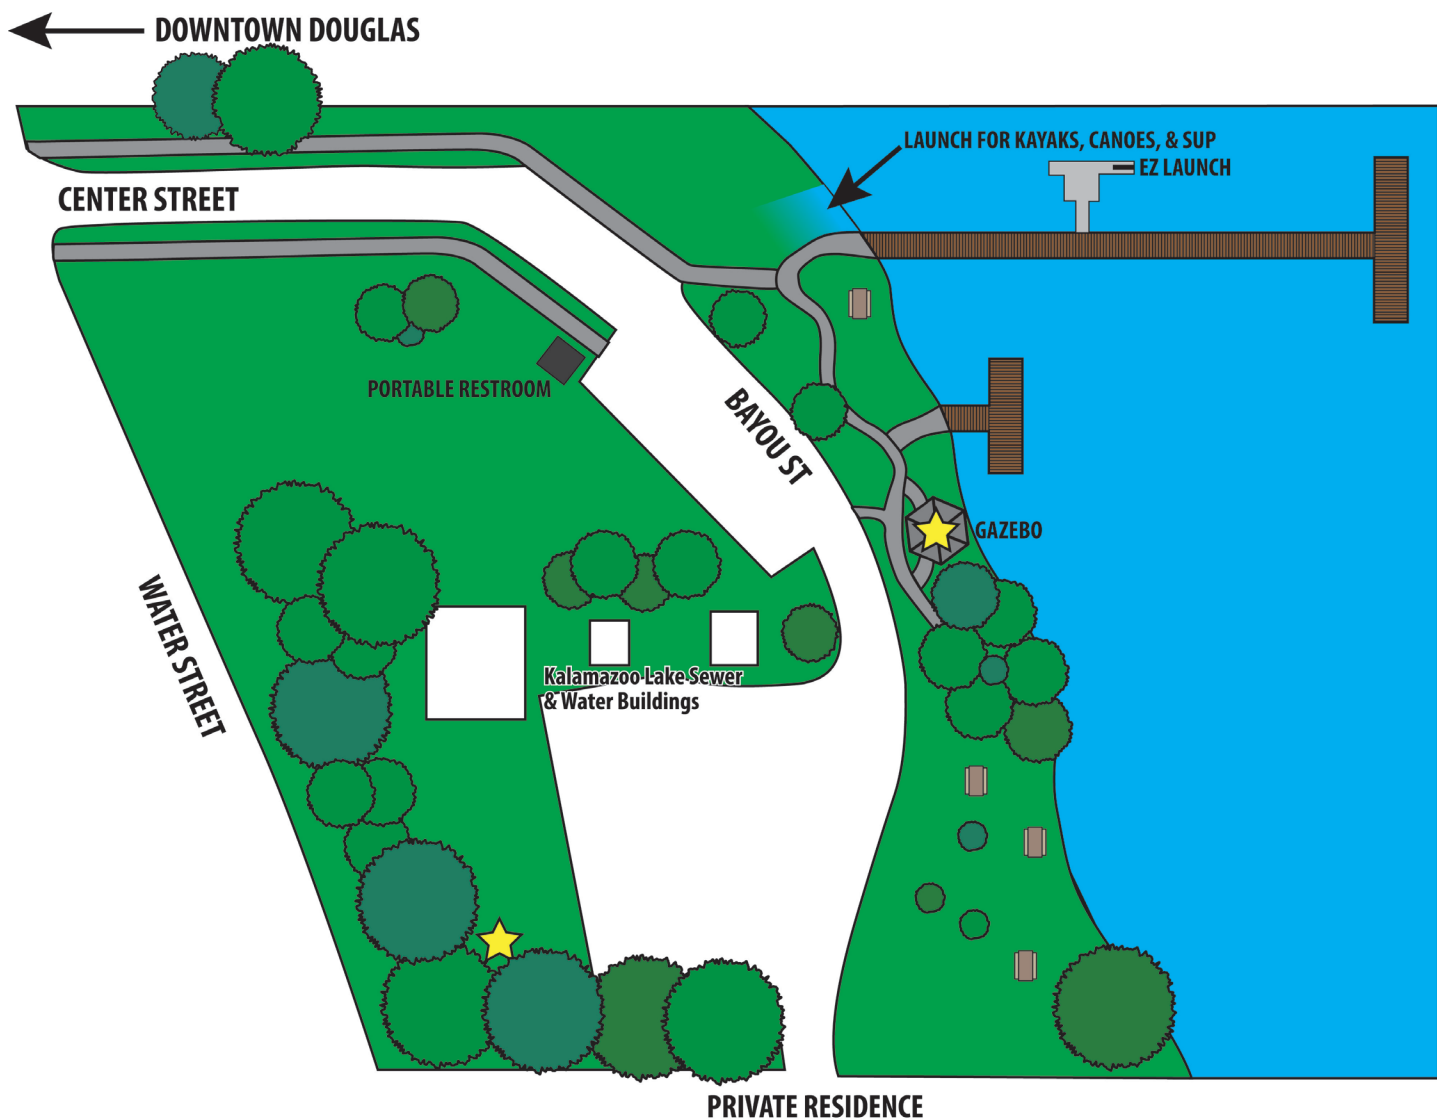 DOWNTOWN DOUGLAS
LAUNCH FOR KAYAKS, CANOES, & SUP
EZ LAUNCH
CENTER STREET
PORTABLE RESTROOM
BAYOU ST
GAZEBO
WATER STREET
Kalamazoo Lake Sewer
& Water Buildings
PRIVATE RESIDENCE